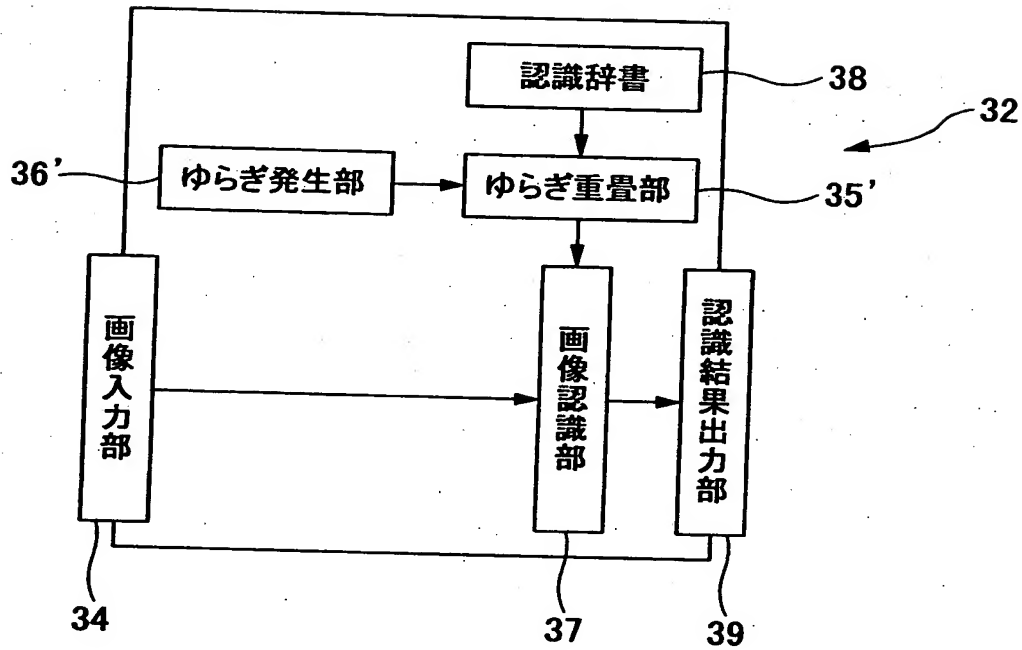 認識辞書
38
32
36'
ゆらぎ発生部
ゆらぎ重畳部
35'
画像入力部
画像認識部
認識結果出力部
34
37
39